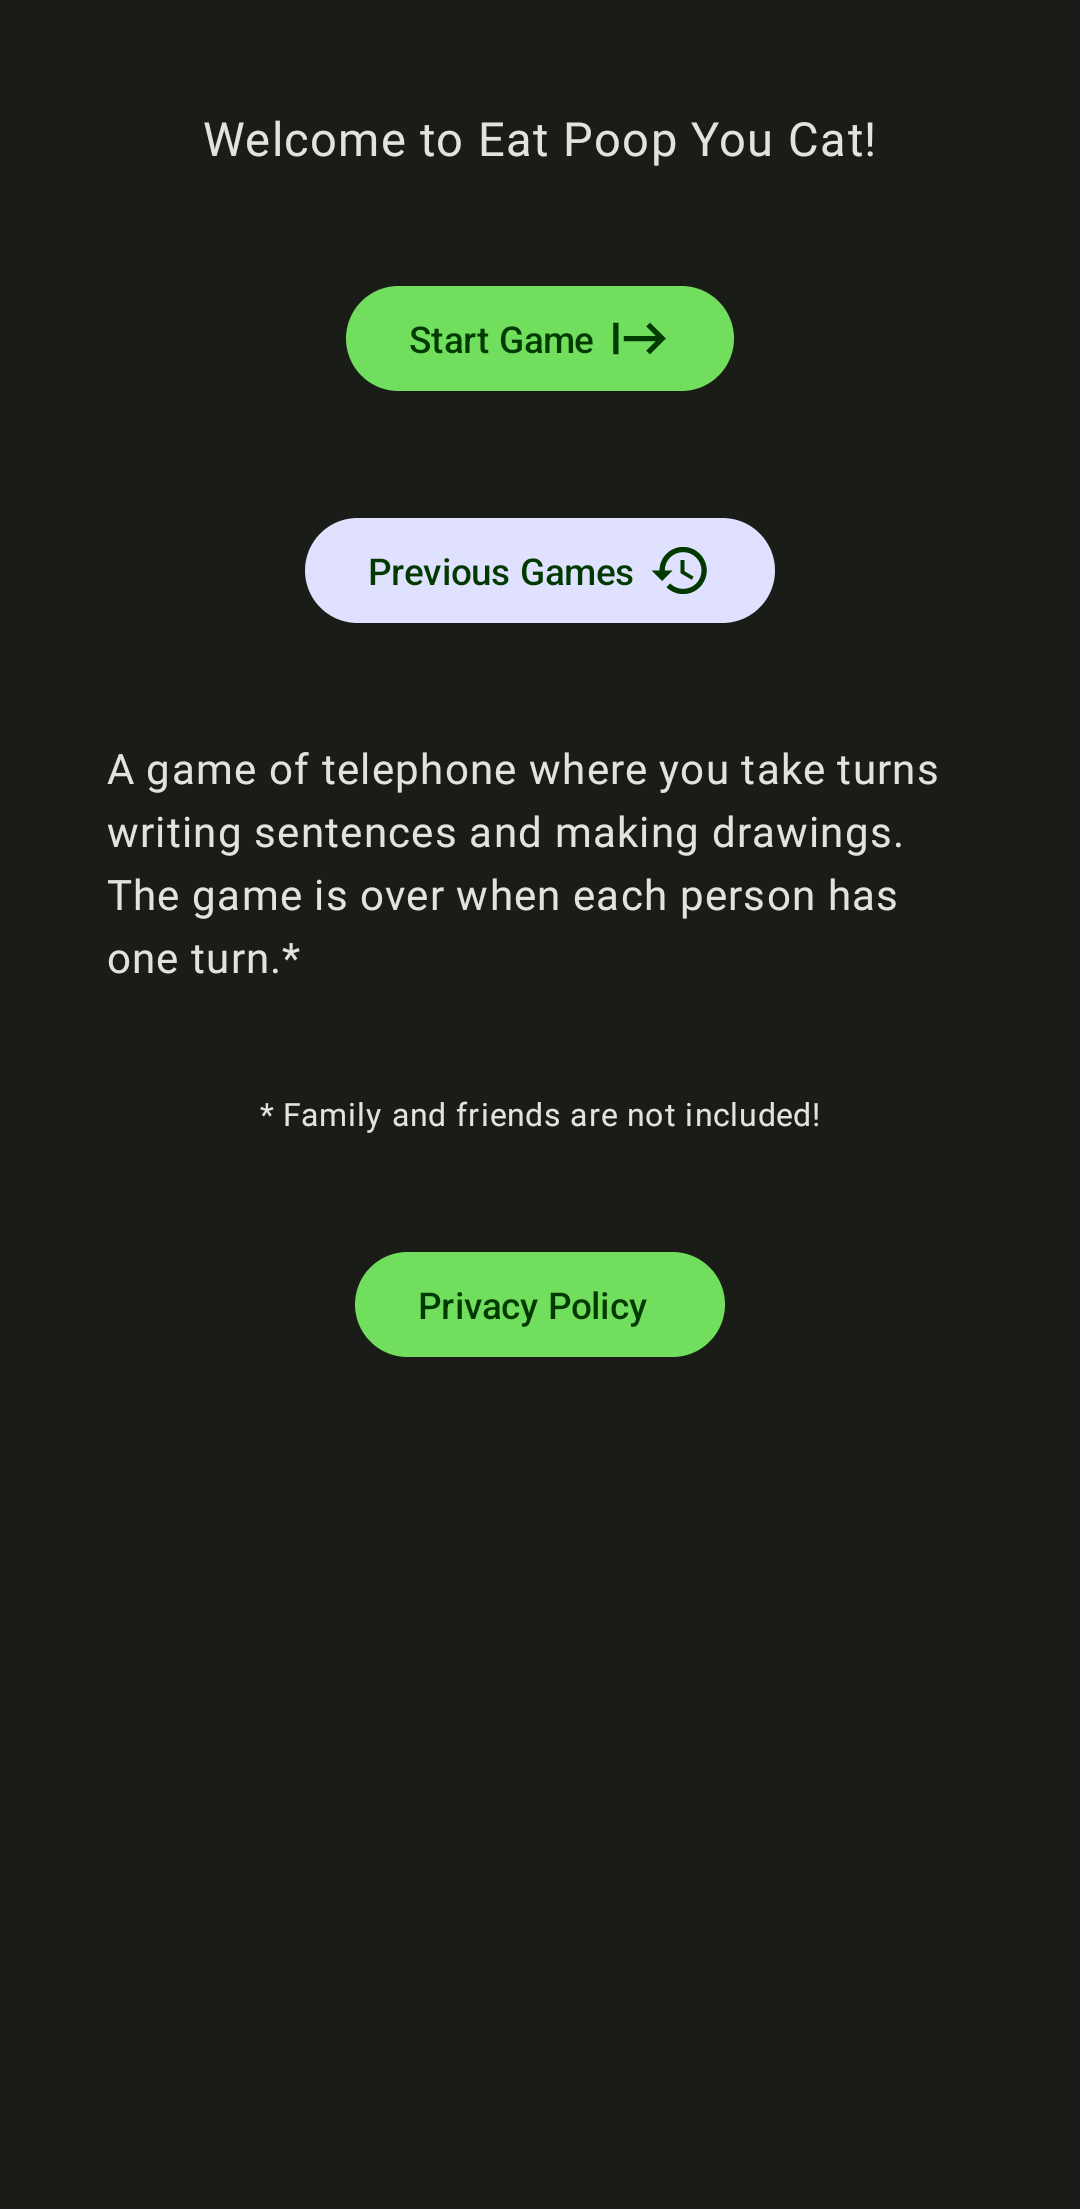 Welcome to Eat Poop You Cat!
Start Game
Previous Games
A game of telephone where you take turns
writing sentences and making drawings.
The game is over when each person has
one turn.*
* Family and friends are not included!
Privacy Policy